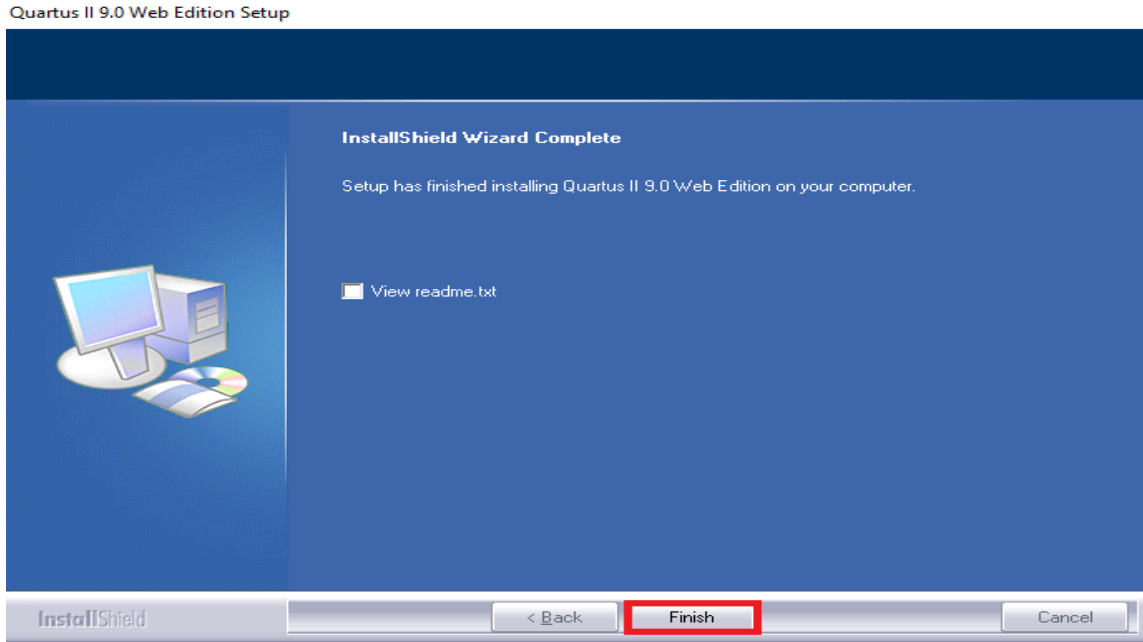 Quartus II 9.0 Web Edition Setup
InstallShield Wizard Complete
Setup has finished installing Quartus II 9.0 Web Edition on your computer.
View readme.txt
InstallShield
< Back
Finish
Cancel